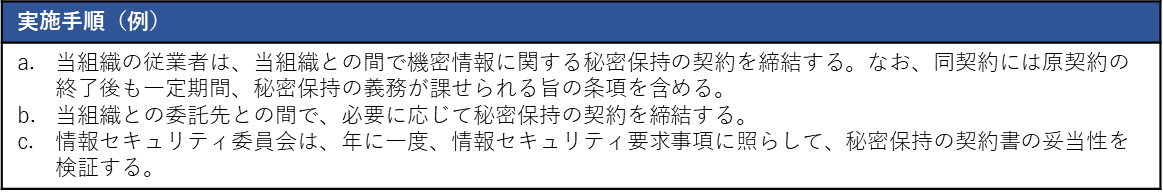 実施手順（例）
a. 当組織の従業者は、当組織との間で機密情報に関する秘密保持の契約を締結する。なお、同契約には原契約の
終了後も一定期間、秘密保持の義務が課せられる旨の条項を含める。
b. 当組織との委託先との間で、必要に応じて秘密保持の契約を締結する。
c. 情報セキュリティ委員会は、年に一度、情報セキュリティ要求事項に照らして、秘密保持の契約書の妥当性を
検証する。